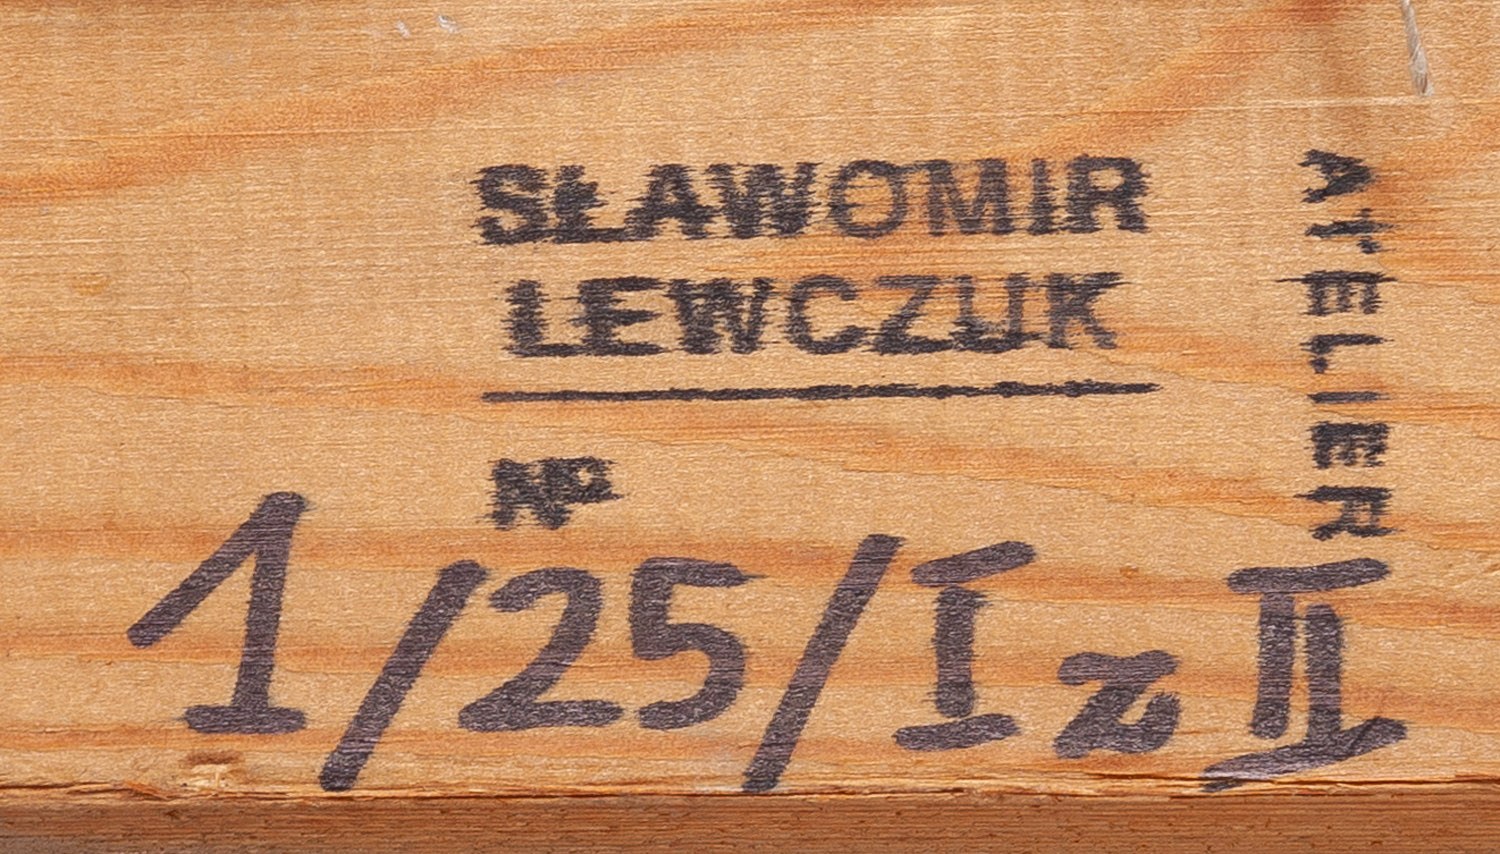 SŁAWOMIR
LEWCZUK
Nº
1/25/I z II
ATELIER